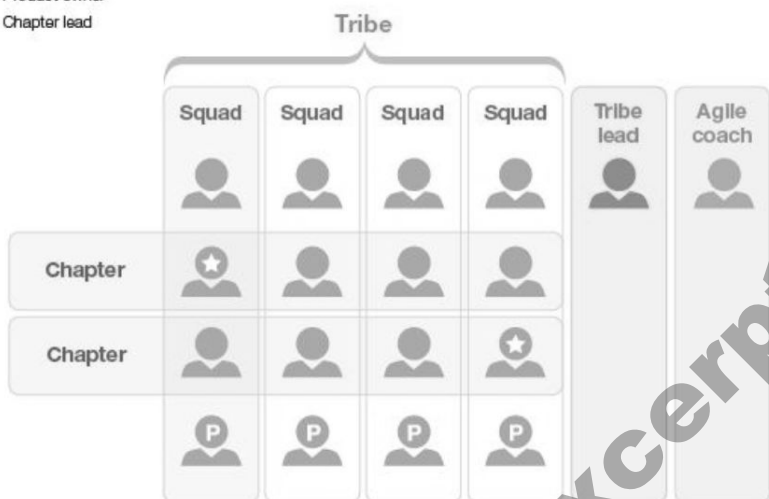 Chapter lead
Tribe
Squad Squad Squad Squad Tribe lead Agile coach
Chapter
Chapter
P P P P